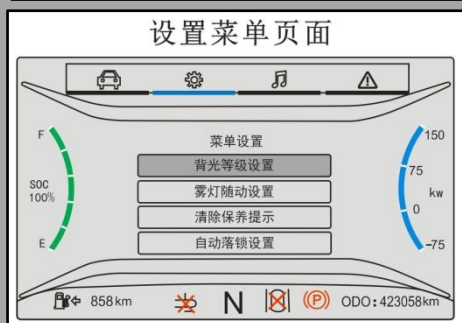 设置菜单页面
F
SOC
100%
E
菜单设置
背光等级设置
雾灯随动设置
清除保养提示
自动落锁设置
150
75
kw
0
-75
858km
N
(P)
ODO:423058km